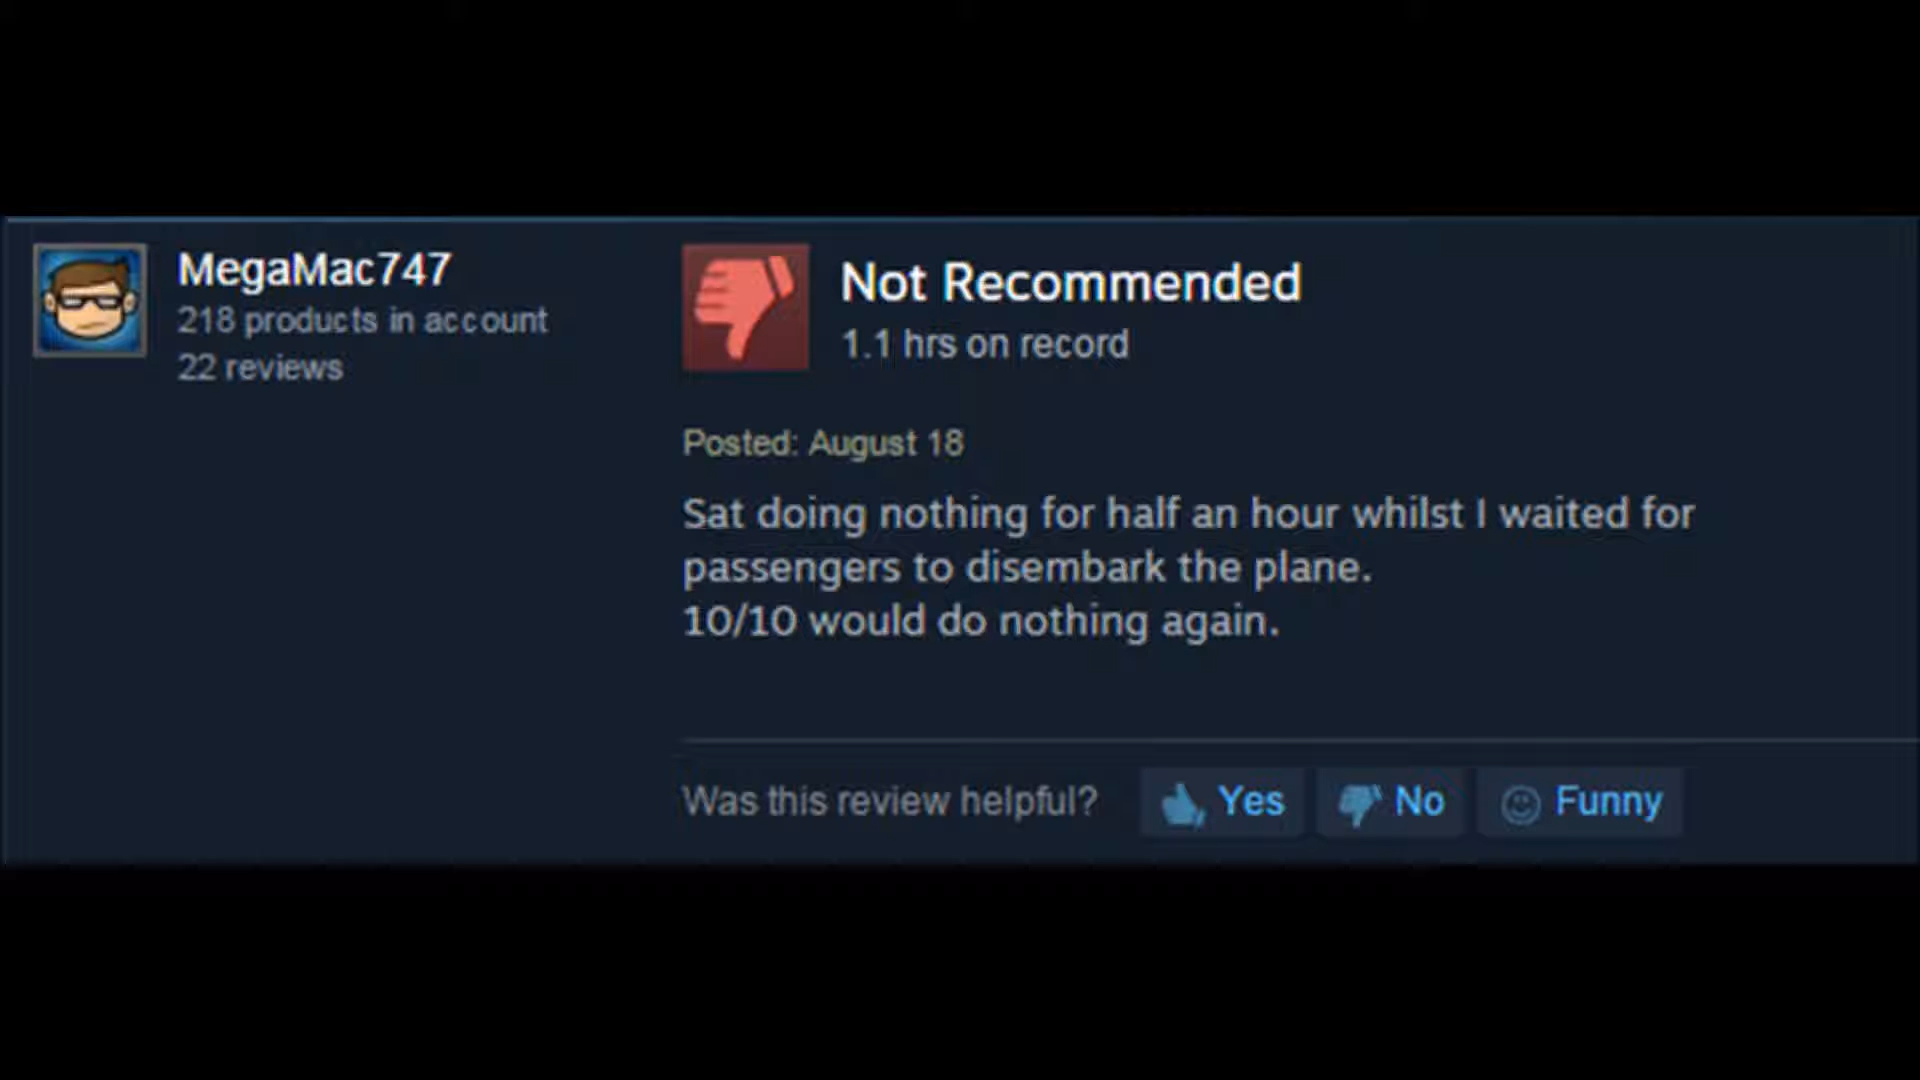 MegaMac747
218 products in account
22 reviews
Not Recommended
1.1 hrs on record
Posted: August 18
Sat doing nothing for half an hour whilst I waited for
passengers to disembark the plane.
10/10 would do nothing again.
Was this review helpful? Yes No Funny